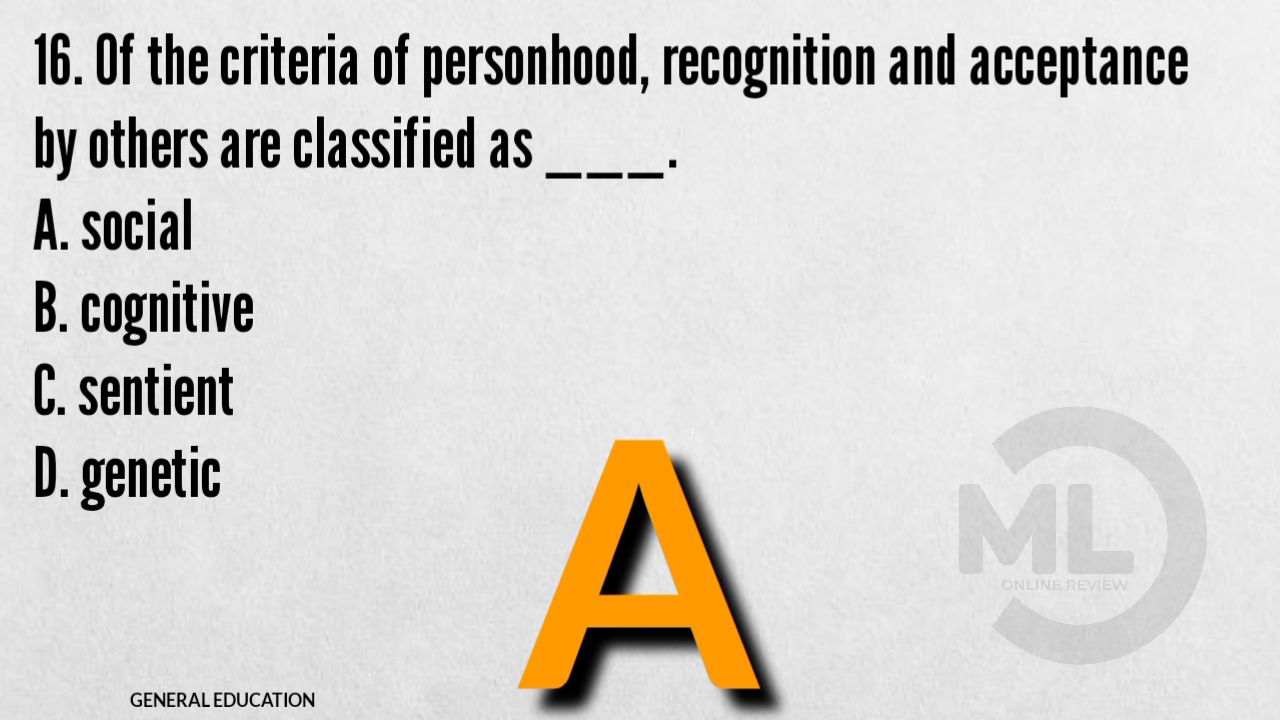 16. Of the criteria of personhood, recognition and acceptance
by others are classified as ___.
A. social
B. cognitive
C. sentient
D. genetic
A
ML
ONLINE REVIEW
GENERAL EDUCATION